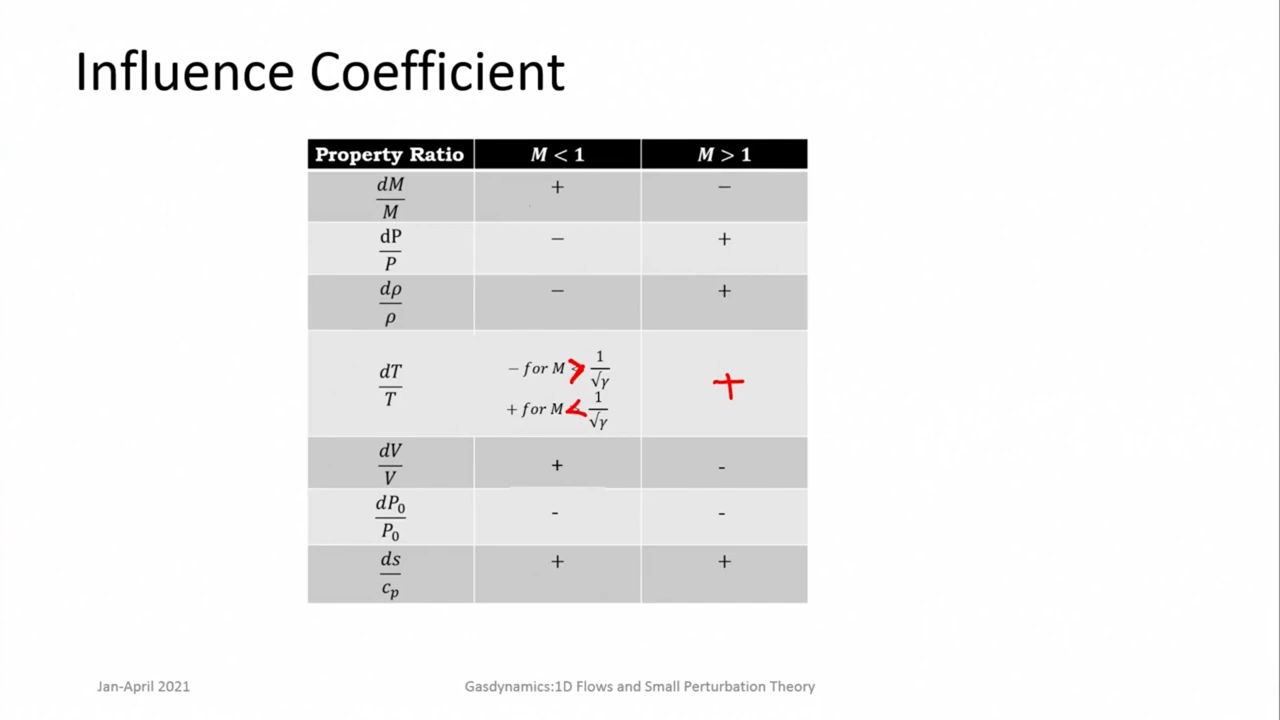 Influence Coefficient
Property Ratio M < 1 M > 1
dM/M + −
dP/P − +
dρ/ρ − +
dT/T − for M > 1/√γ +
+ for M < 1/√γ
dV/V + -
dP₀/P₀ - -
ds/cₚ + +
Jan-April 2021 Gasdynamics:1D Flows and Small Perturbation Theory